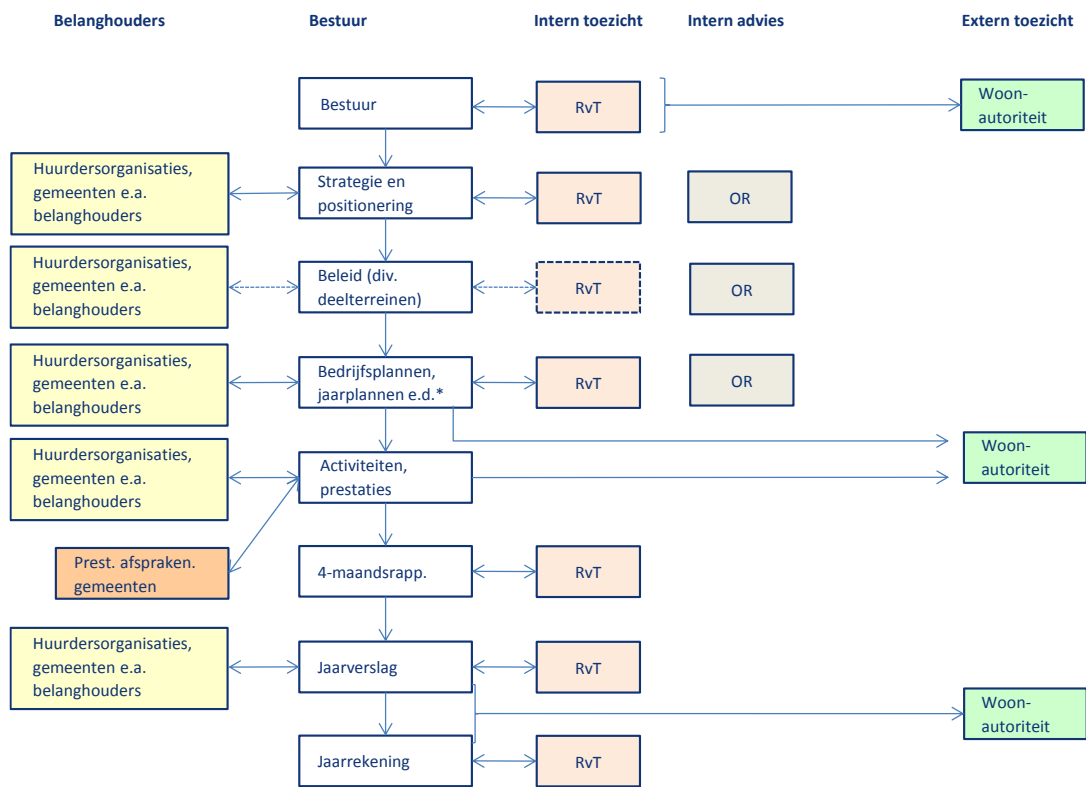 Belanghouders
Bestuur
Intern toezicht
Intern advies
Extern toezicht
Bestuur
RvT
Woon-
autoriteit
Huurdersorganisaties,
gemeenten e.a.
belanghouders
Strategie en
positionering
RvT
OR
Huurdersorganisaties,
gemeenten e.a.
belanghouders
Beleid (div.
deelterreinen)
RvT
OR
Huurdersorganisaties,
gemeenten e.a.
belanghouders
Bedrijfsplannen,
jaarplannen e.d.*
RvT
OR
Huurdersorganisaties,
gemeenten e.a.
belanghouders
Activiteiten,
prestaties
Woon-
autoriteit
Prest. afspraken.
gemeenten
4-maandsrapp.
RvT
Huurdersorganisaties,
gemeenten e.a.
belanghouders
Jaarverslag
RvT
Woon-
autoriteit
Jaarrekening
RvT